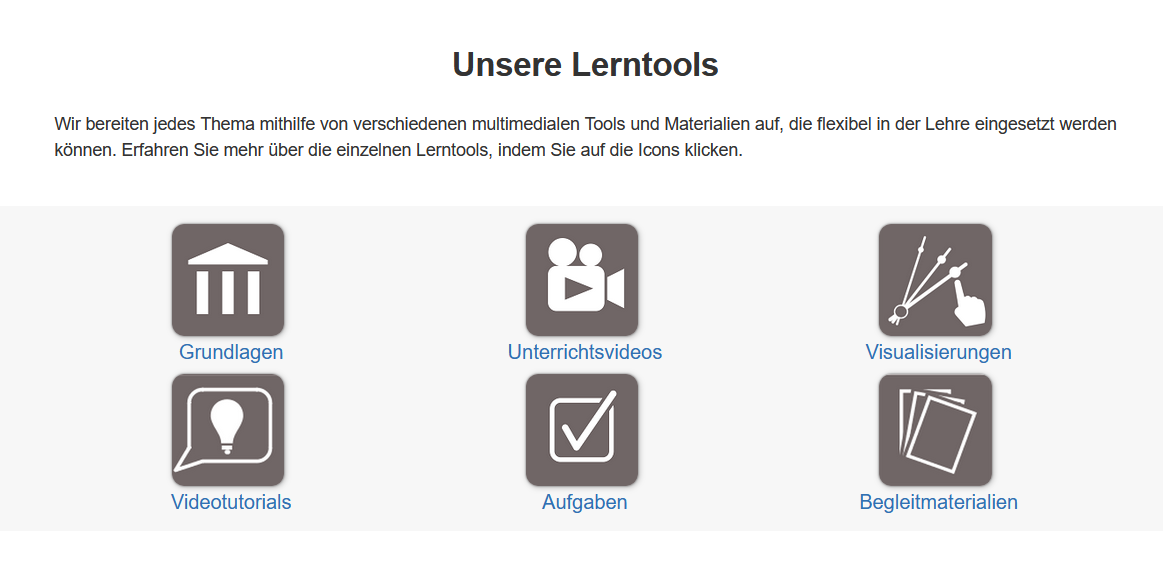 Unsere Lerntools
Wir bereiten jedes Thema mithilfe von verschiedenen multimedialen Tools und Materialien auf, die flexibel in der Lehre eingesetzt werden
können. Erfahren Sie mehr über die einzelnen Lerntools, indem Sie auf die Icons klicken.
Grundlagen
Unterrichtsvideos
Visualisierungen
Videotutorials
Aufgaben
Begleitmaterialien